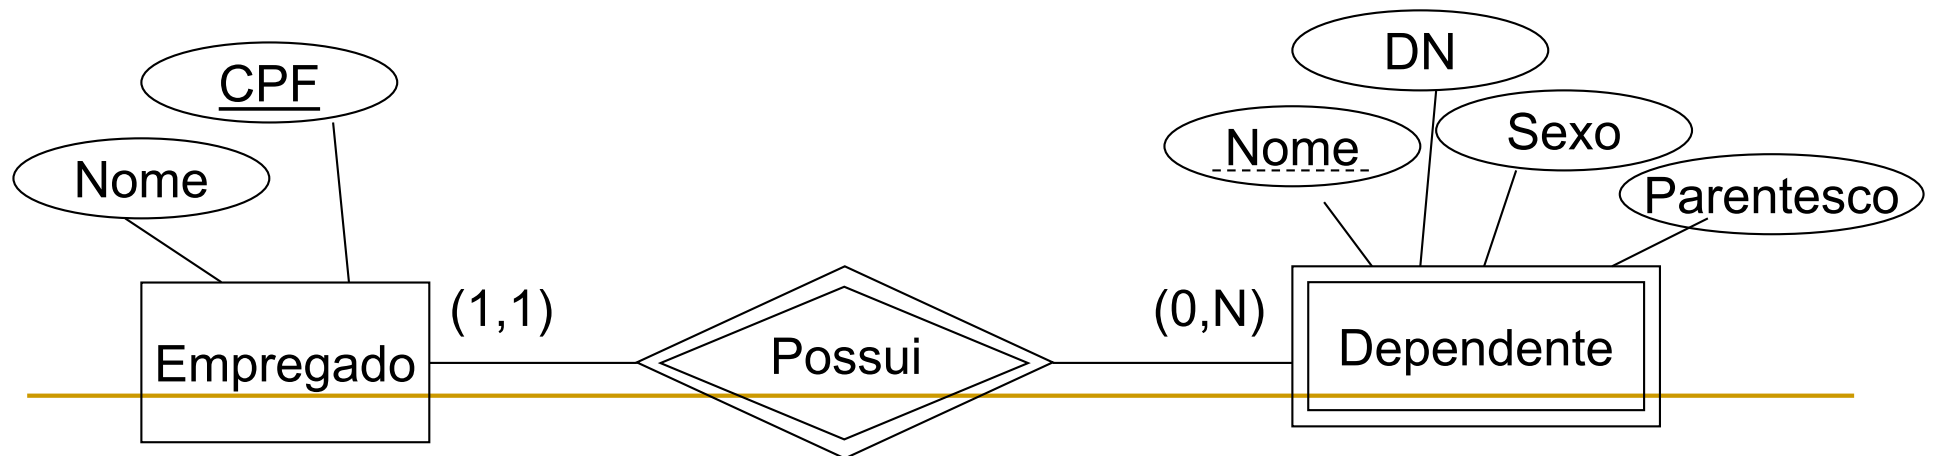 DN
CPF
Sexo
Nome
Nome
Parentesco
(1,1)
(0,N)
Empregado
Possui
Dependente